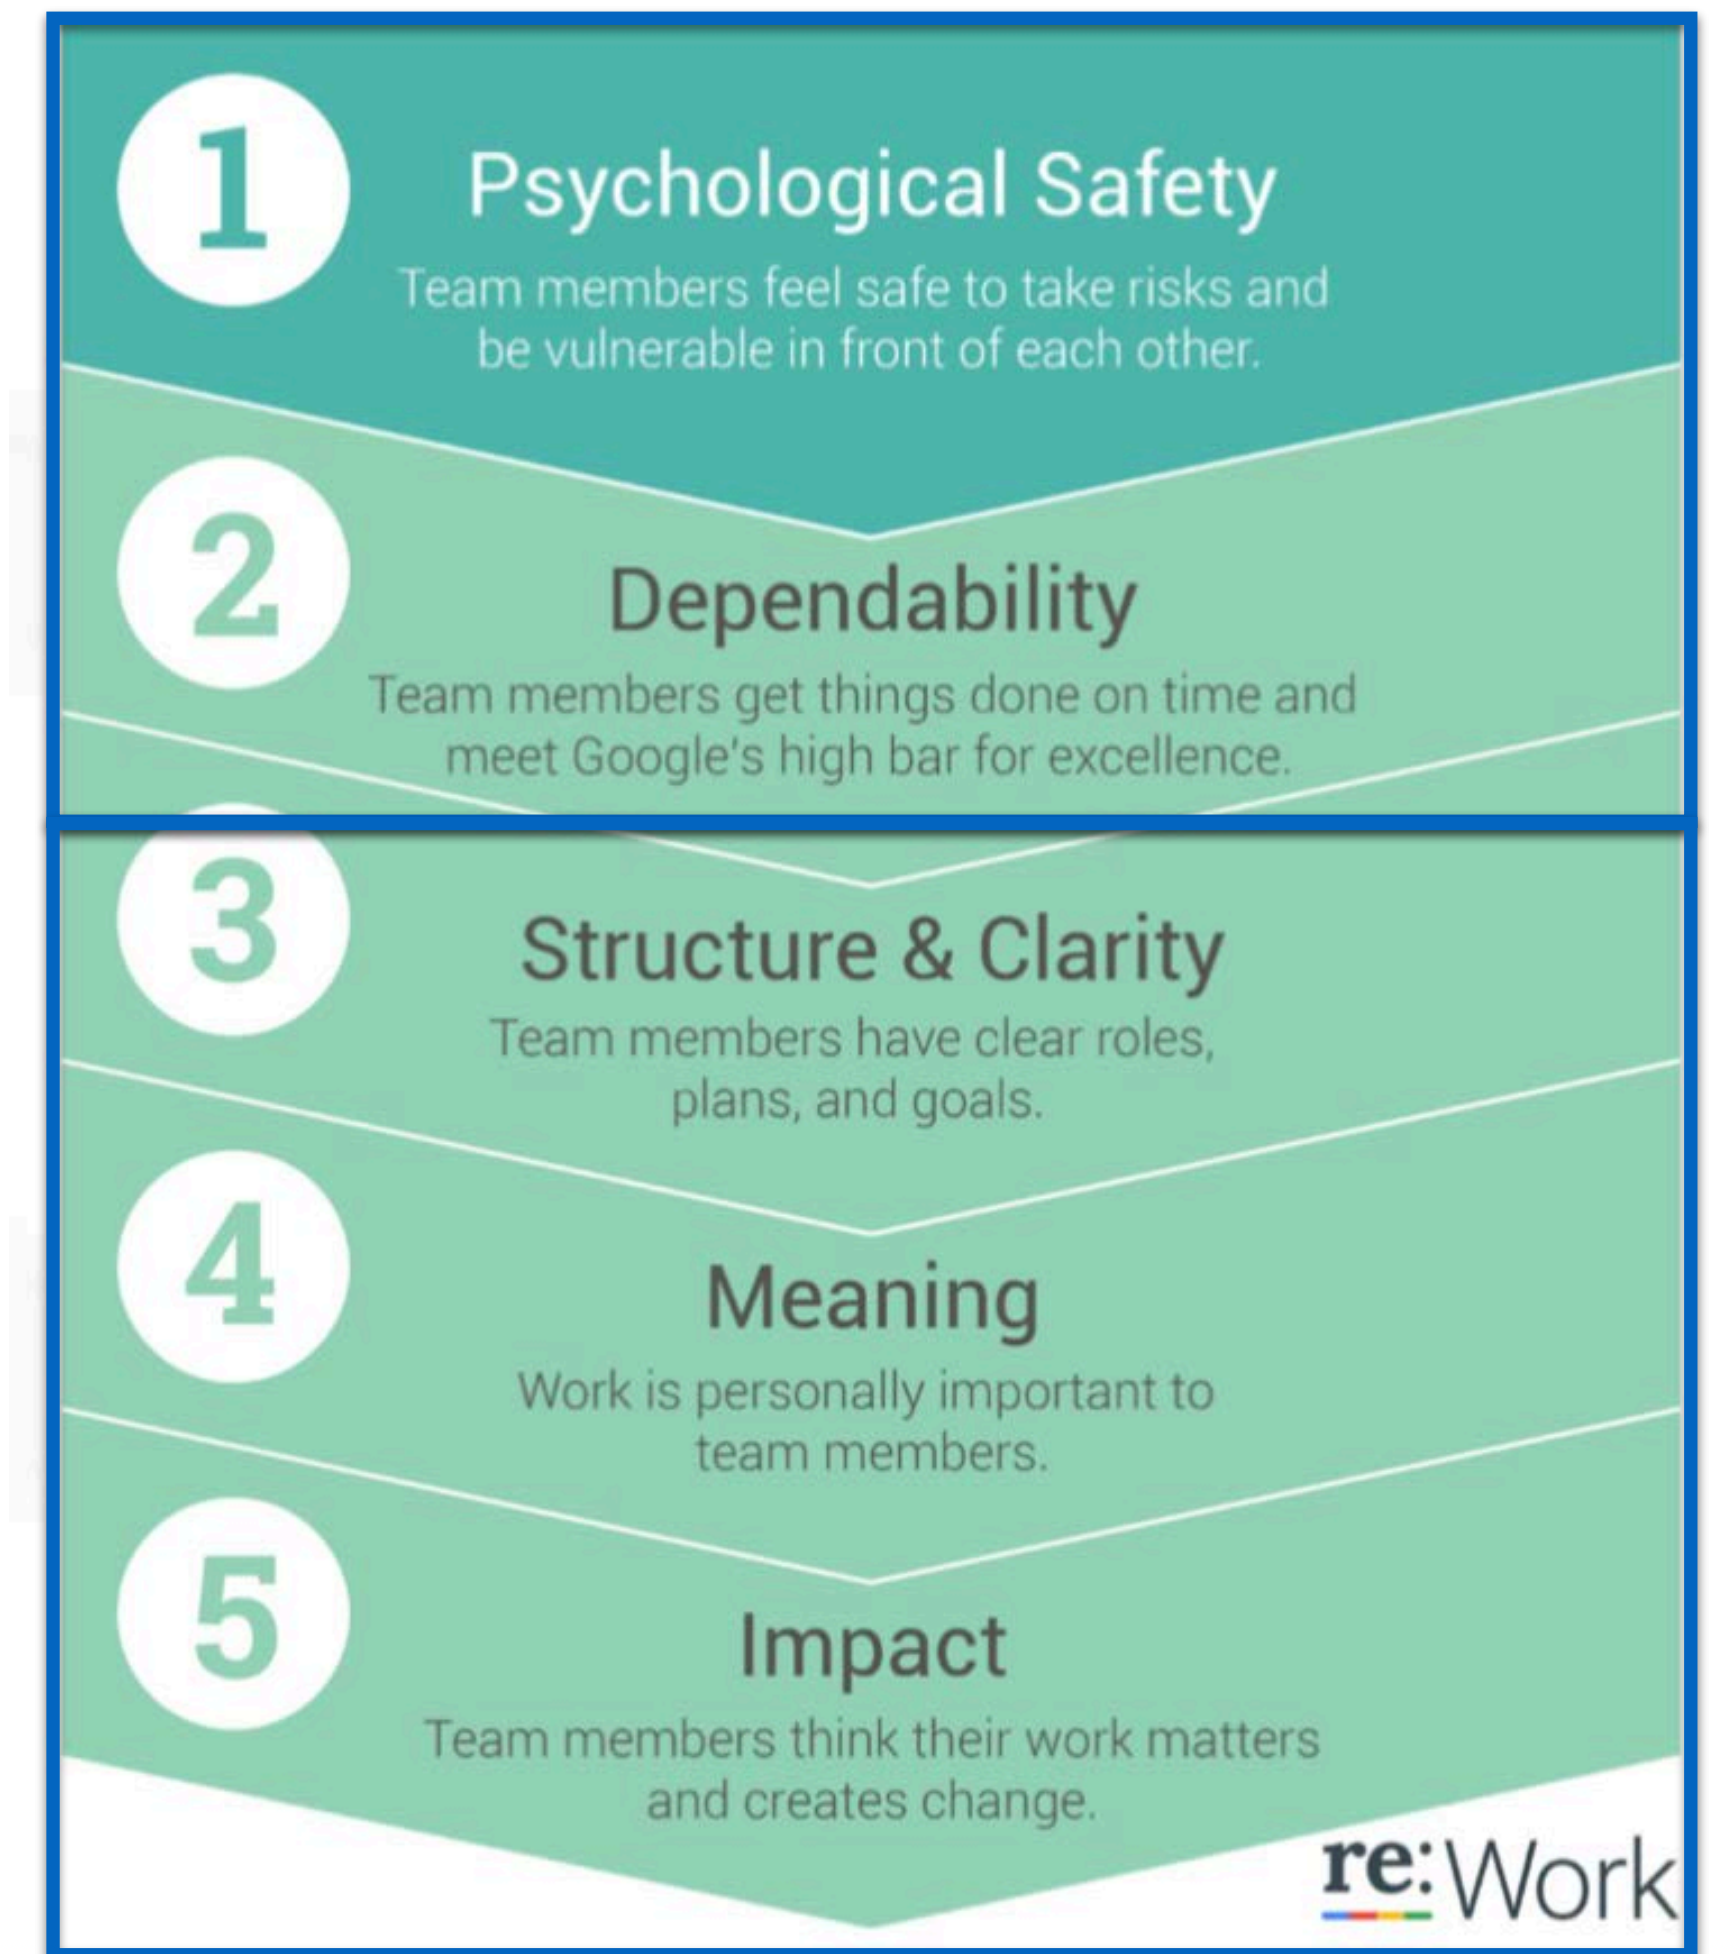 1
Psychological Safety
Team members feel safe to take risks and
be vulnerable in front of each other.
2
Dependability
Team members get things done on time and
meet Google's high bar for excellence.
3
Structure & Clarity
Team members have clear roles,
plans, and goals.
4
Meaning
Work is personally important to
team members.
5
Impact
Team members think their work matters
and creates change.
re:Work